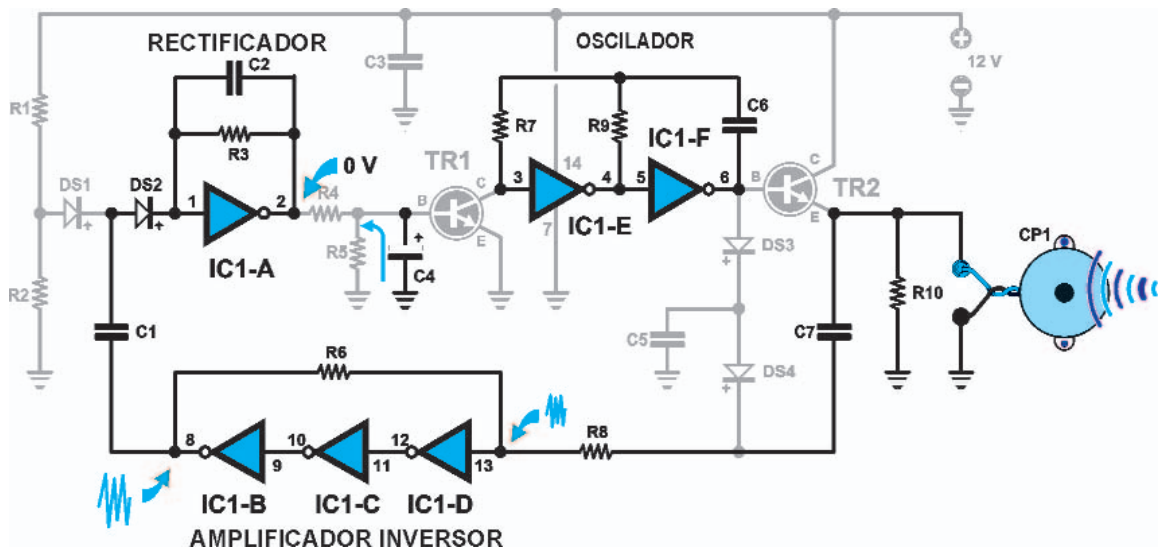 RECTIFICADOR
OSCILADOR
C2
C3
12 V
R1
R3
R7
R9
C6
IC1-F
DS1
DS2
0 V
TR1
C
14
C
1
2
R4
B
3
4
5
6
B
TR2
7
E
E
IC1-E
IC1-A
R5
+
C4
DS3
CP1
R2
R10
C1
C5
C7
R6
DS4
8
10
12
R8
9
11
13
IC1-B
IC1-C
IC1-D
AMPLIFICADOR INVERSOR